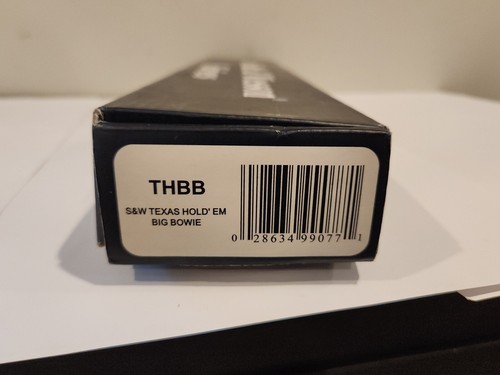 THBB
S&W TEXAS HOLD' EM
BIG BOWIE
0 28634 99077 1